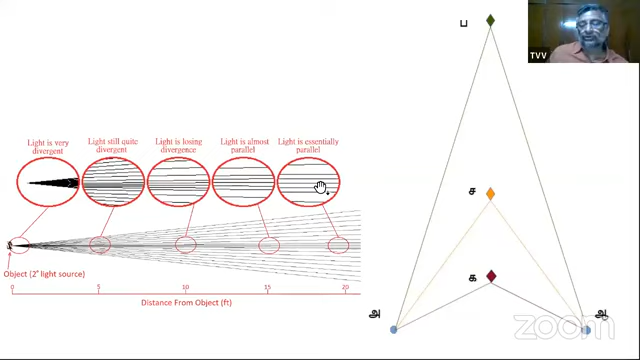 ப
TVV
Light is very divergent
Light still quite divergent
Light is losing divergence
Light is almost parallel
Light is essentially parallel
ச
Object (2° light source)
க
0 5 10 15 20
Distance From Object (ft)
அ
ஆ
zoom